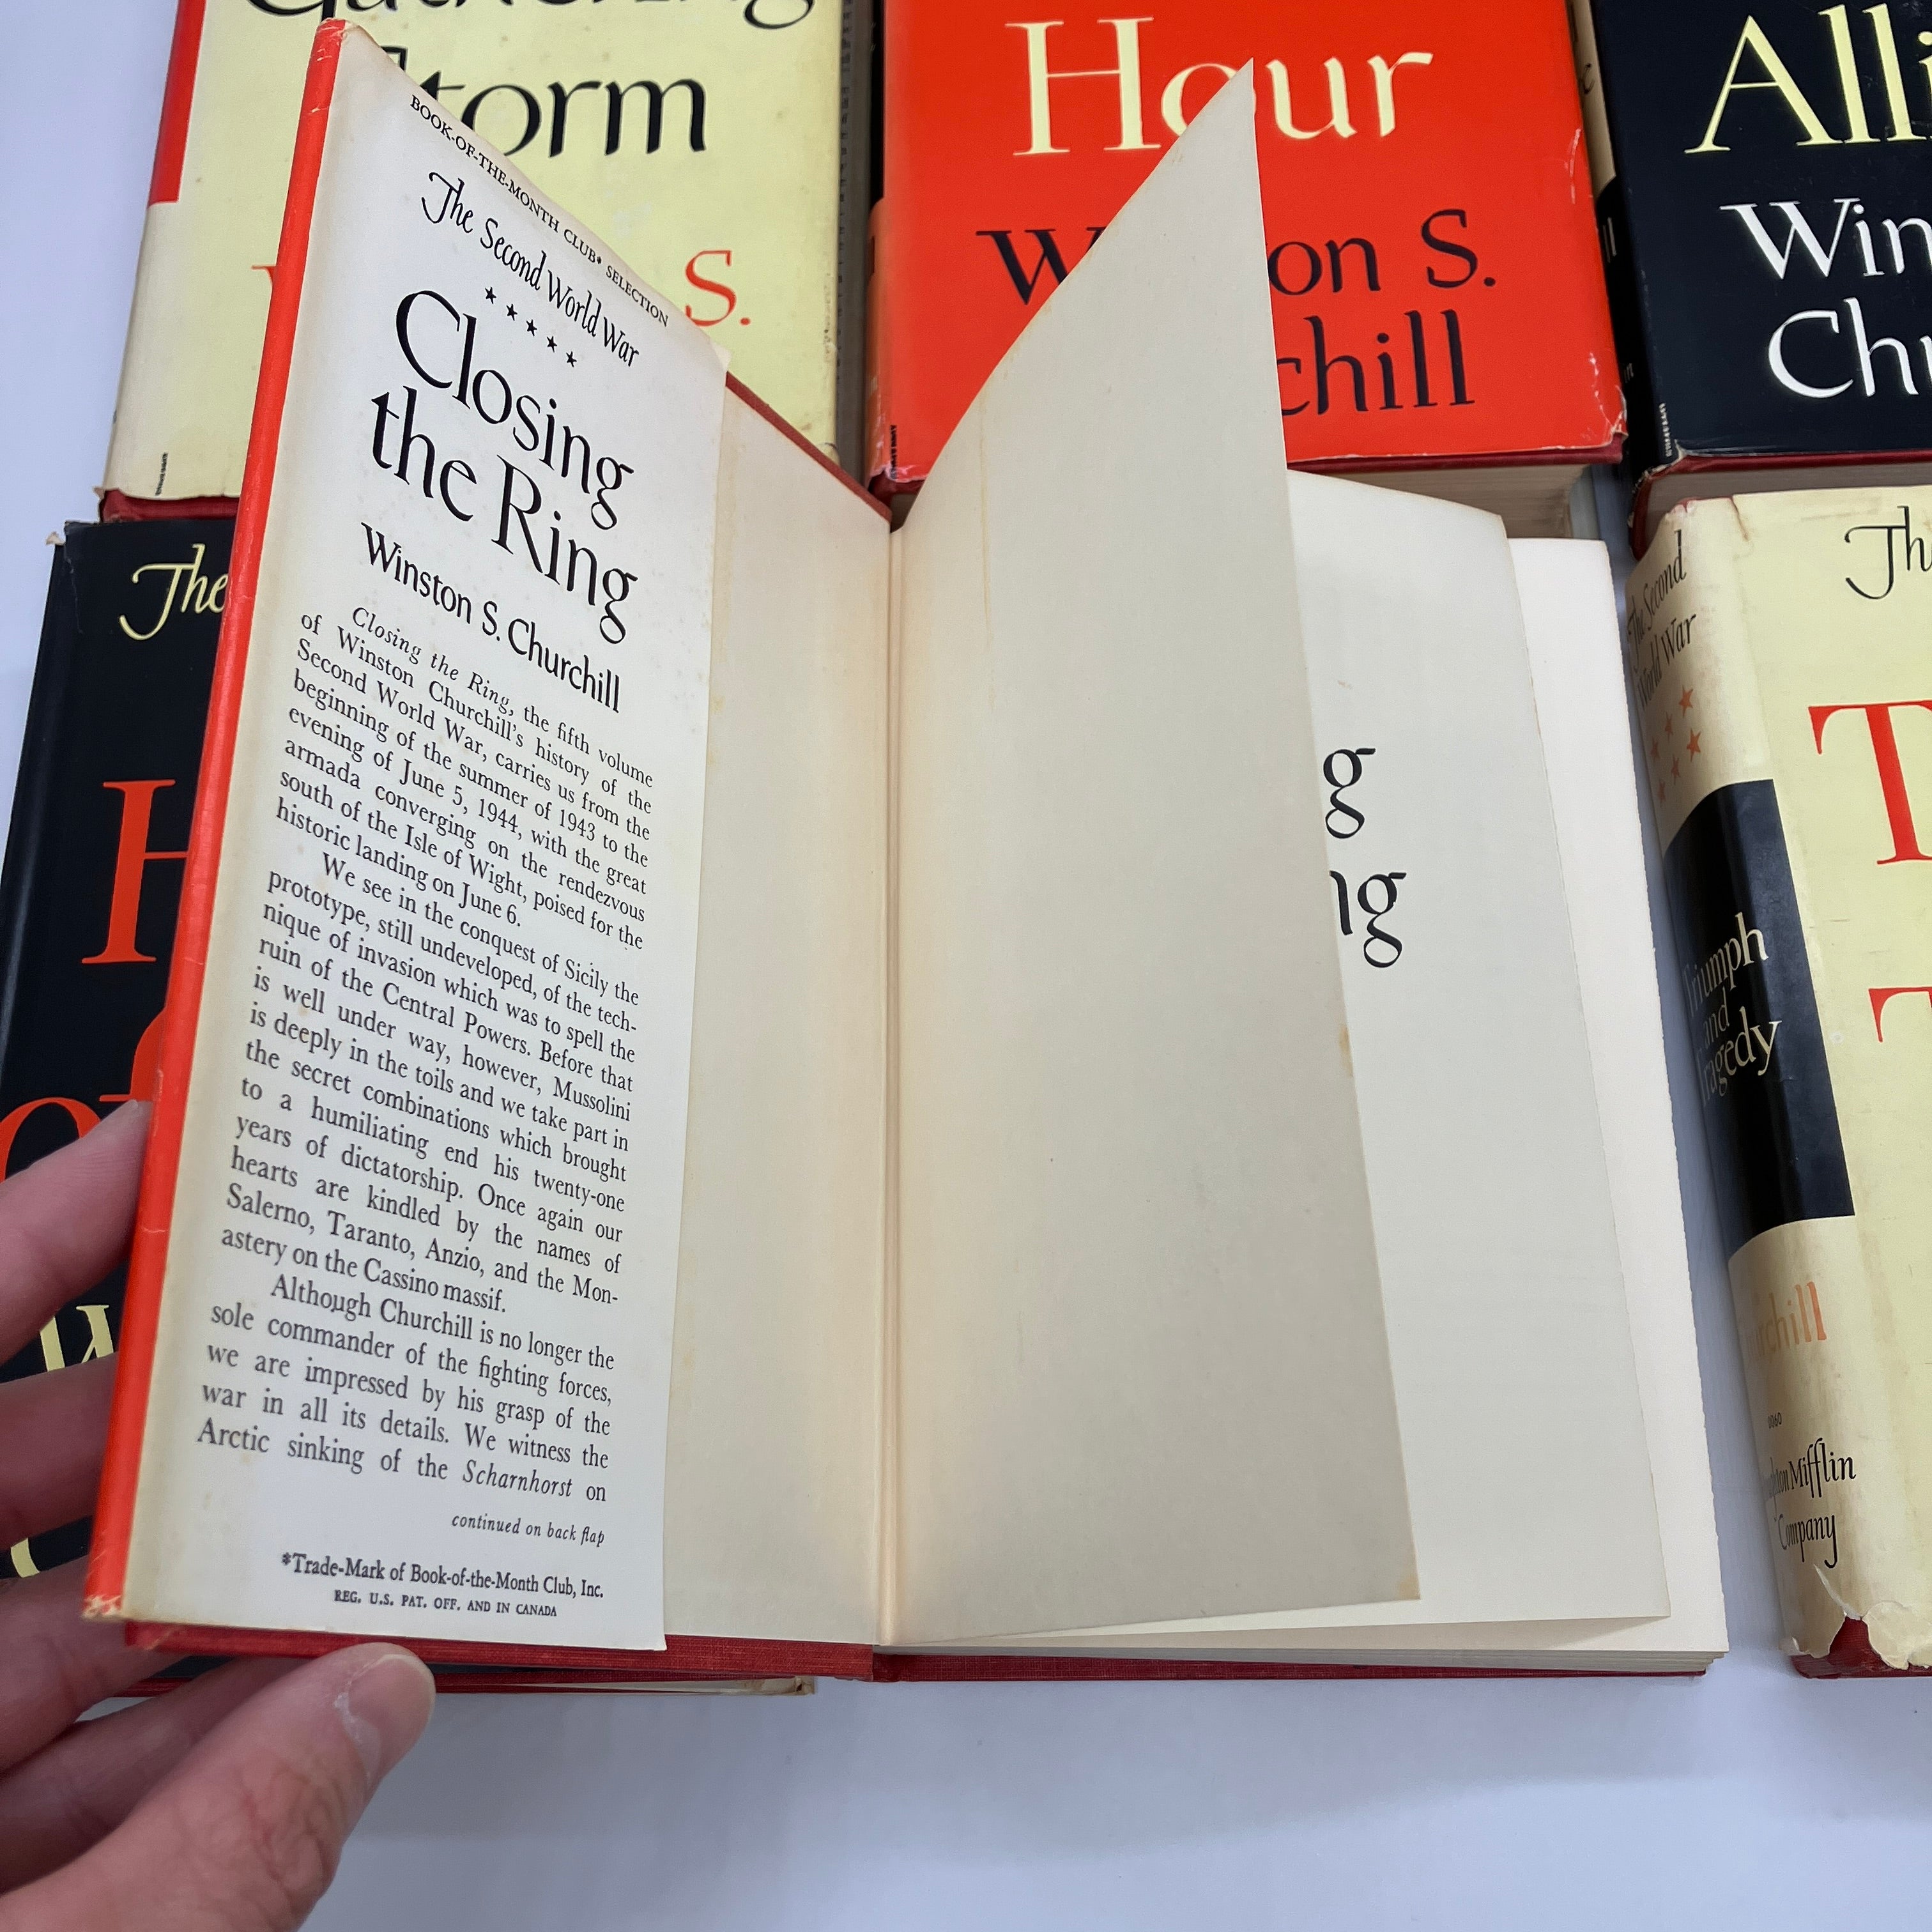 Gathering
Storm
S.
Hour
on S.
chill
Alli
Win
Chu
BOOK-OF-THE-MONTH CLUB* SELECTION
The Second World War
★ ★ ★ ★ ★
Closing
the Ring
Winston S. Churchill
Closing the Ring, the fifth volume
of Winston Churchill's history of the
Second World War, carries us from the
beginning of the summer of 1943 to the
evening of June 5, 1944, with the great
armada converging on the rendezvous
south of the Isle of Wight, poised for the
historic landing on June 6.
We see in the conquest of Sicily the
prototype, still undeveloped, of the tech-
nique of invasion which was to spell the
ruin of the Central Powers. Before that
is well under way, however, Mussolini
is deeply in the toils and we take part in
the secret combinations which brought
to a humiliating end his twenty-one
years of dictatorship. Once again our
hearts are kindled by the names of
Salerno, Taranto, Anzio, and the Mon-
astery on the Cassino massif.
Although Churchill is no longer the
sole commander of the fighting forces,
we are impressed by his grasp of the
war in all its details. We witness the
Arctic sinking of the Scharnhorst on
continued on back flap
*Trade-Mark of Book-of-the-Month Club, Inc.
REG. U.S. PAT. OFF. AND IN CANADA
g
ng
The
H
of
W
The Second
World War
Triumph
and
Tragedy
rchill
1060
ghton Mifflin
Company
Th
T
T